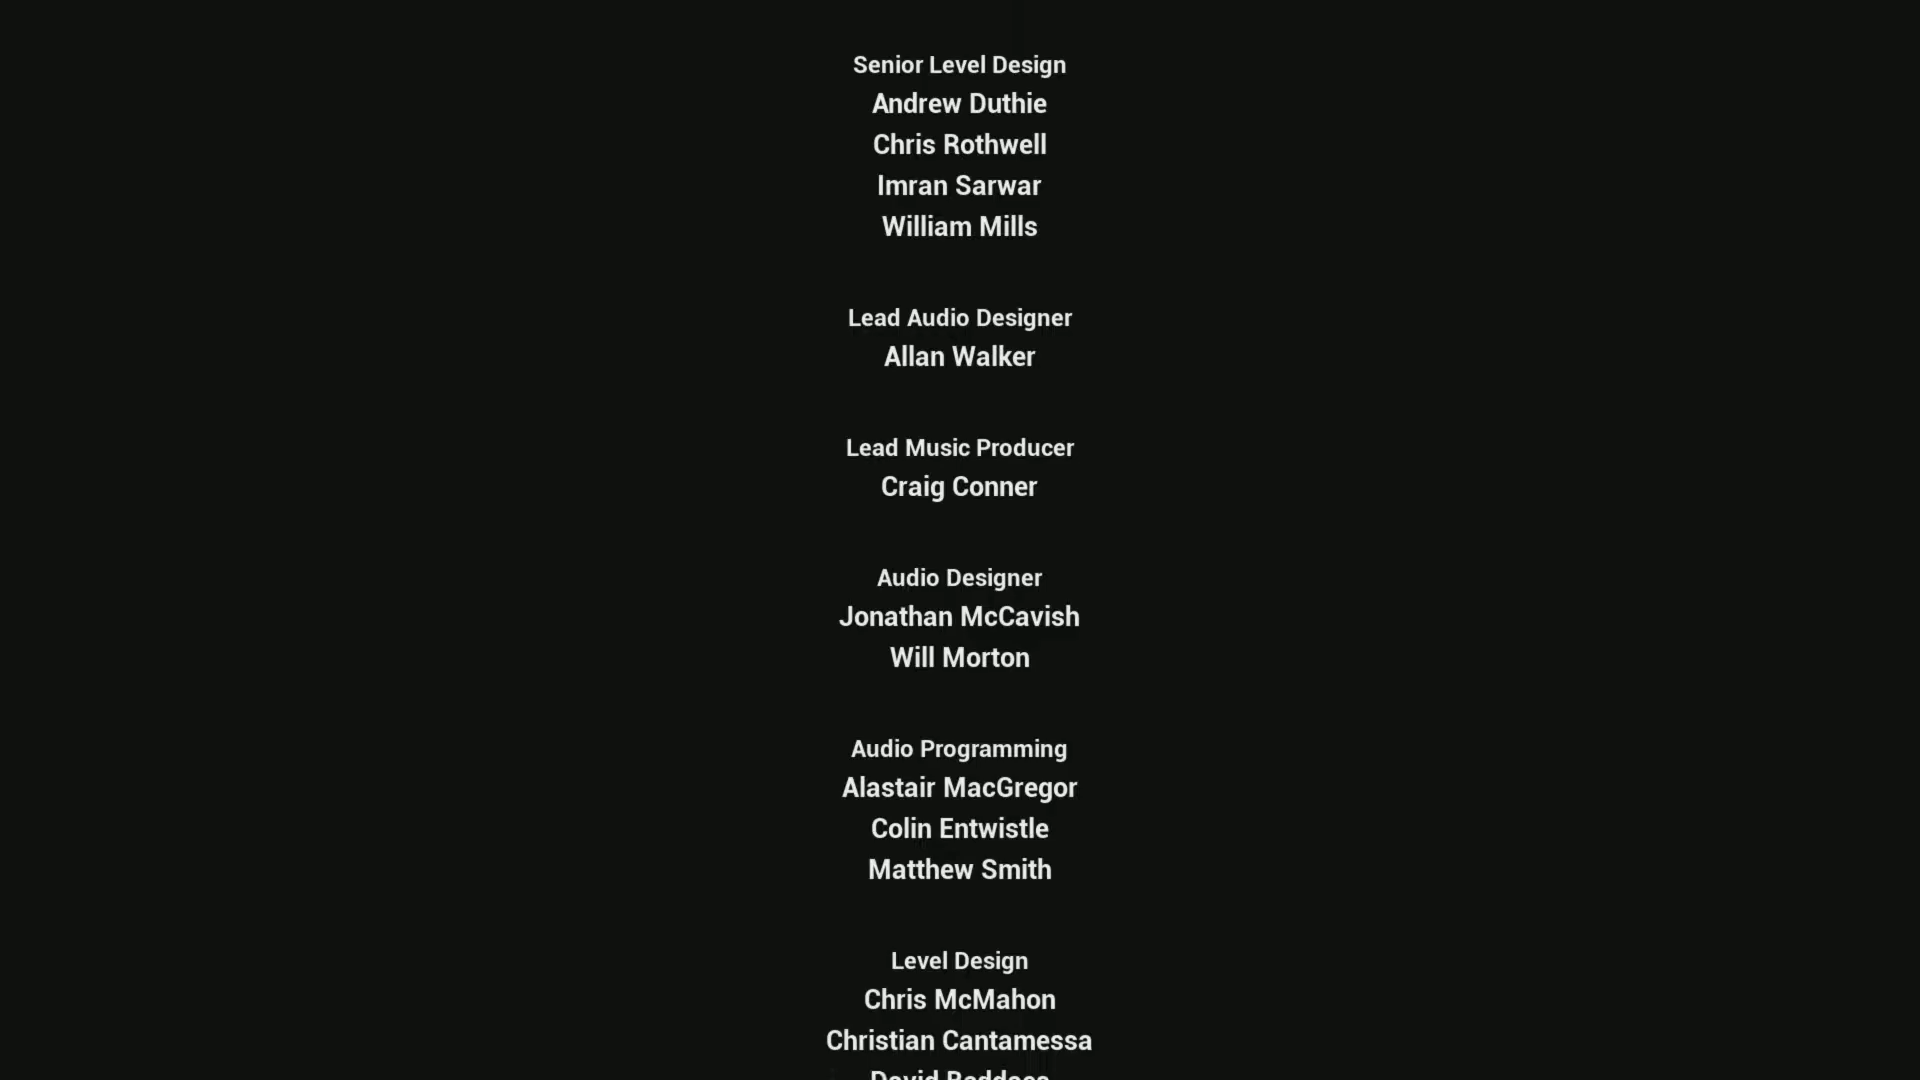 Senior Level Design
Andrew Duthie
Chris Rothwell
Imran Sarwar
William Mills
Lead Audio Designer
Allan Walker
Lead Music Producer
Craig Conner
Audio Designer
Jonathan McCavish
Will Morton
Audio Programming
Alastair MacGregor
Colin Entwistle
Matthew Smith
Level Design
Chris McMahon
Christian Cantamessa
David